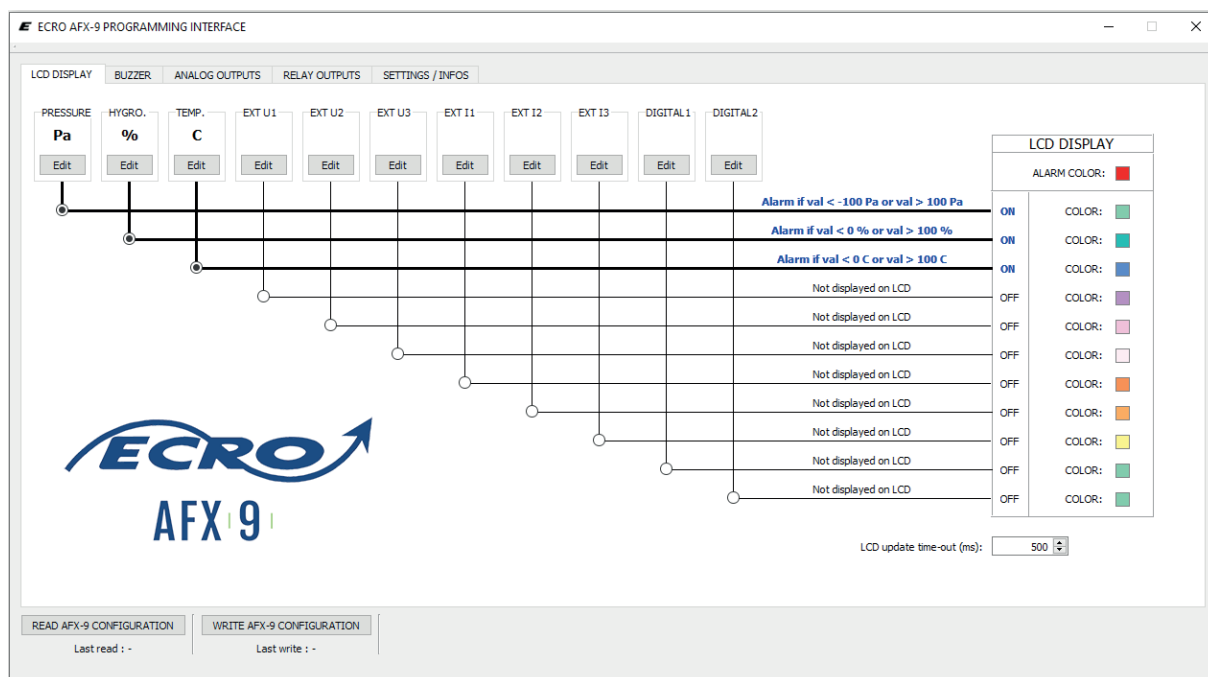 ECRO AFX-9 PROGRAMMING INTERFACE
LCD DISPLAY BUZZER ANALOG OUTPUTS RELAY OUTPUTS SETTINGS / INFOS
PRESSURE HYGRO. TEMP. EXT U1 EXT U2 EXT U3 EXT I1 EXT I2 EXT I3 DIGITAL1 DIGITAL2
Pa % C
Edit Edit Edit Edit Edit Edit Edit Edit Edit Edit Edit
LCD DISPLAY
ALARM COLOR:
Alarm if val < -100 Pa or val > 100 Pa ON COLOR:
Alarm if val < 0 % or val > 100 % ON COLOR:
Alarm if val < 0 C or val > 100 C ON COLOR:
Not displayed on LCD OFF COLOR:
Not displayed on LCD OFF COLOR:
Not displayed on LCD OFF COLOR:
Not displayed on LCD OFF COLOR:
Not displayed on LCD OFF COLOR:
Not displayed on LCD OFF COLOR:
Not displayed on LCD OFF COLOR:
Not displayed on LCD OFF COLOR:
ECRO
AFX 9
LCD update time-out (ms): 500
READ AFX-9 CONFIGURATION WRITE AFX-9 CONFIGURATION
Last read : - Last write : -